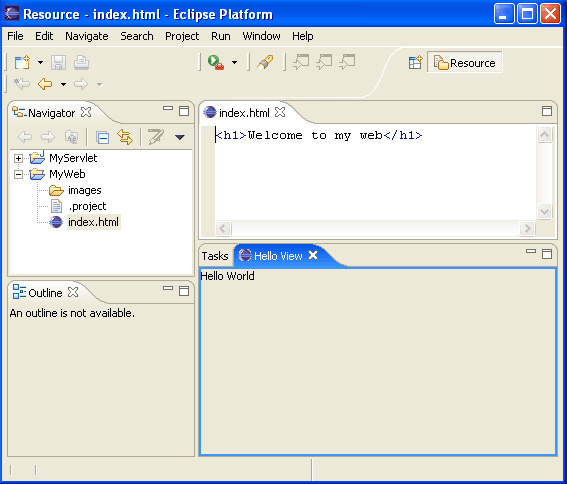 Resource - index.html - Eclipse Platform
File Edit Navigate Search Project Run Window Help
Resource
Navigator
MyServlet
MyWeb
images
.project
index.html
index.html
<h1>Welcome to my web</h1>
Outline
An outline is not available.
Tasks Hello View
Hello World